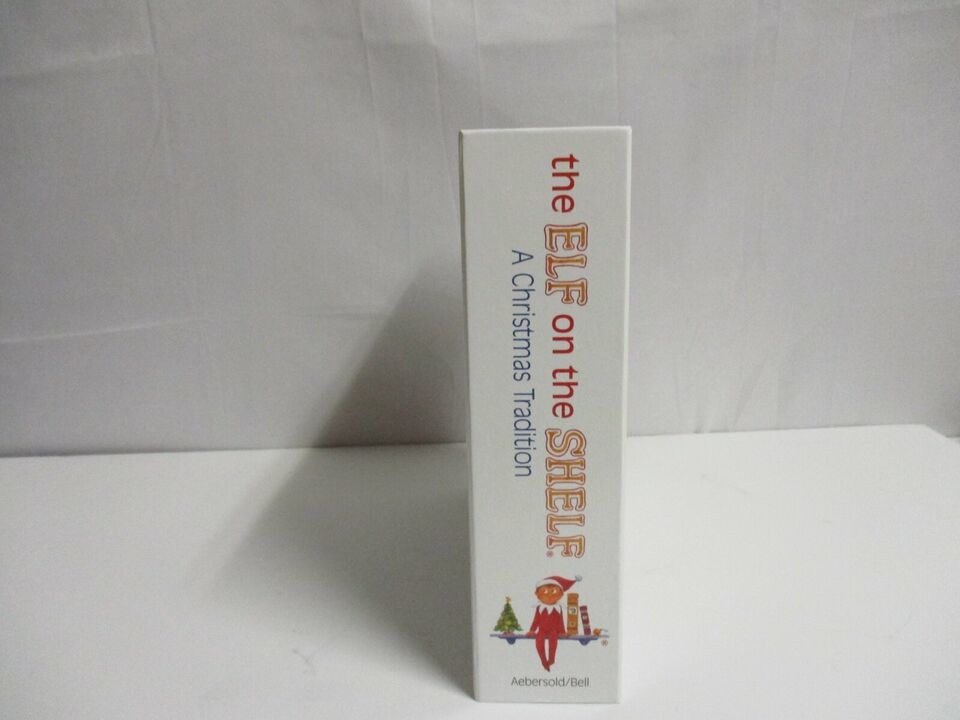 the ELF on the SHELF®
A Christmas Tradition
®
Aebersold/Bell